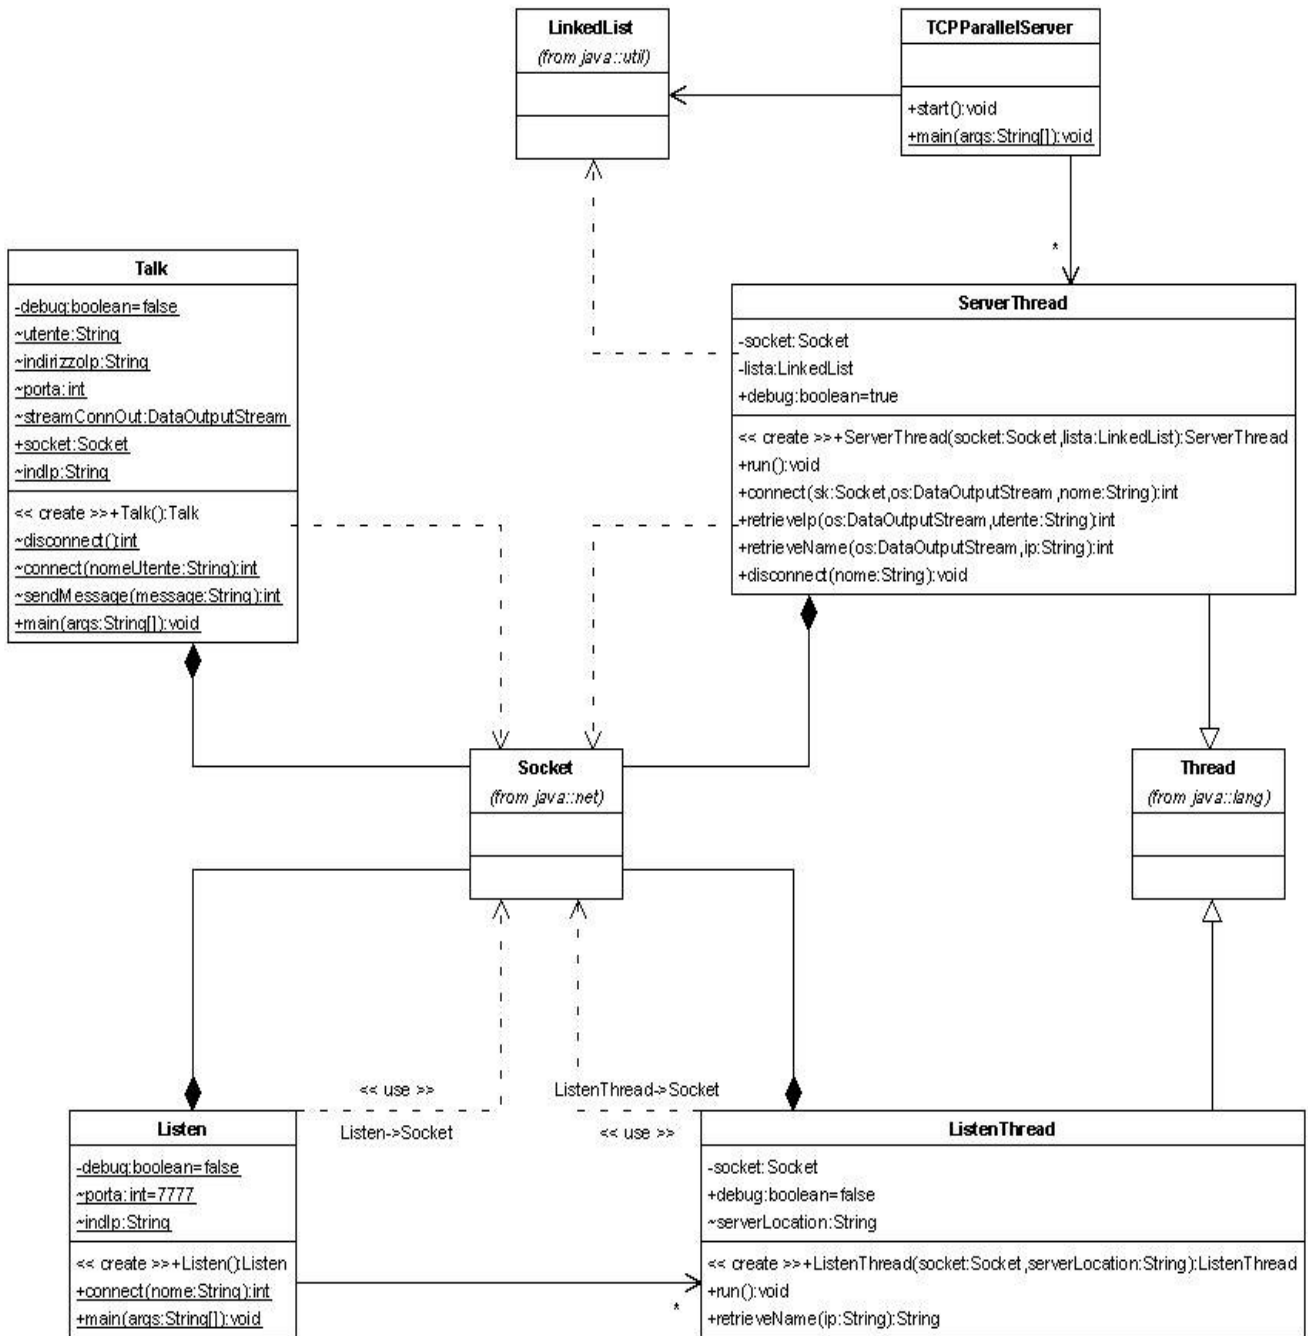 LinkedList
(from java::util)
TCPParallelServer
+start():void
+main(args:String[]):void
*
Talk
-debug:boolean=false
~utente:String
~indirizzoIp:String
~porta:int
~streamConnOut:DataOutputStream
+socket:Socket
~indIp:String
<< create >>+Talk():Talk
~disconnect():int
~connect(nomeUtente:String):int
~sendMessage(message:String):int
+main(args:String[]):void
ServerThread
-socket:Socket
-lista:LinkedList
+debug:boolean=true
<< create >>+ServerThread(socket:Socket,lista:LinkedList):ServerThread
+run():void
+connect(sk:Socket,os:DataOutputStream,nome:String):int
+retrieveIp(os:DataOutputStream,utente:String):int
+retrieveName(os:DataOutputStream,ip:String):int
+disconnect(nome:String):void
Socket
(from java::net)
Thread
(from java::lang)
<< use >>
Listen->Socket
ListenThread->Socket
<< use >>
Listen
-debug:boolean=false
~porta:int=7777
~indIp:String
<< create >>+Listen():Listen
+connect(nome:String):int
+main(args:String[]):void
*
ListenThread
-socket:Socket
+debug:boolean=false
~serverLocation:String
<< create >>+ListenThread(socket:Socket,serverLocation:String):ListenThread
+run():void
+retrieveName(ip:String):String